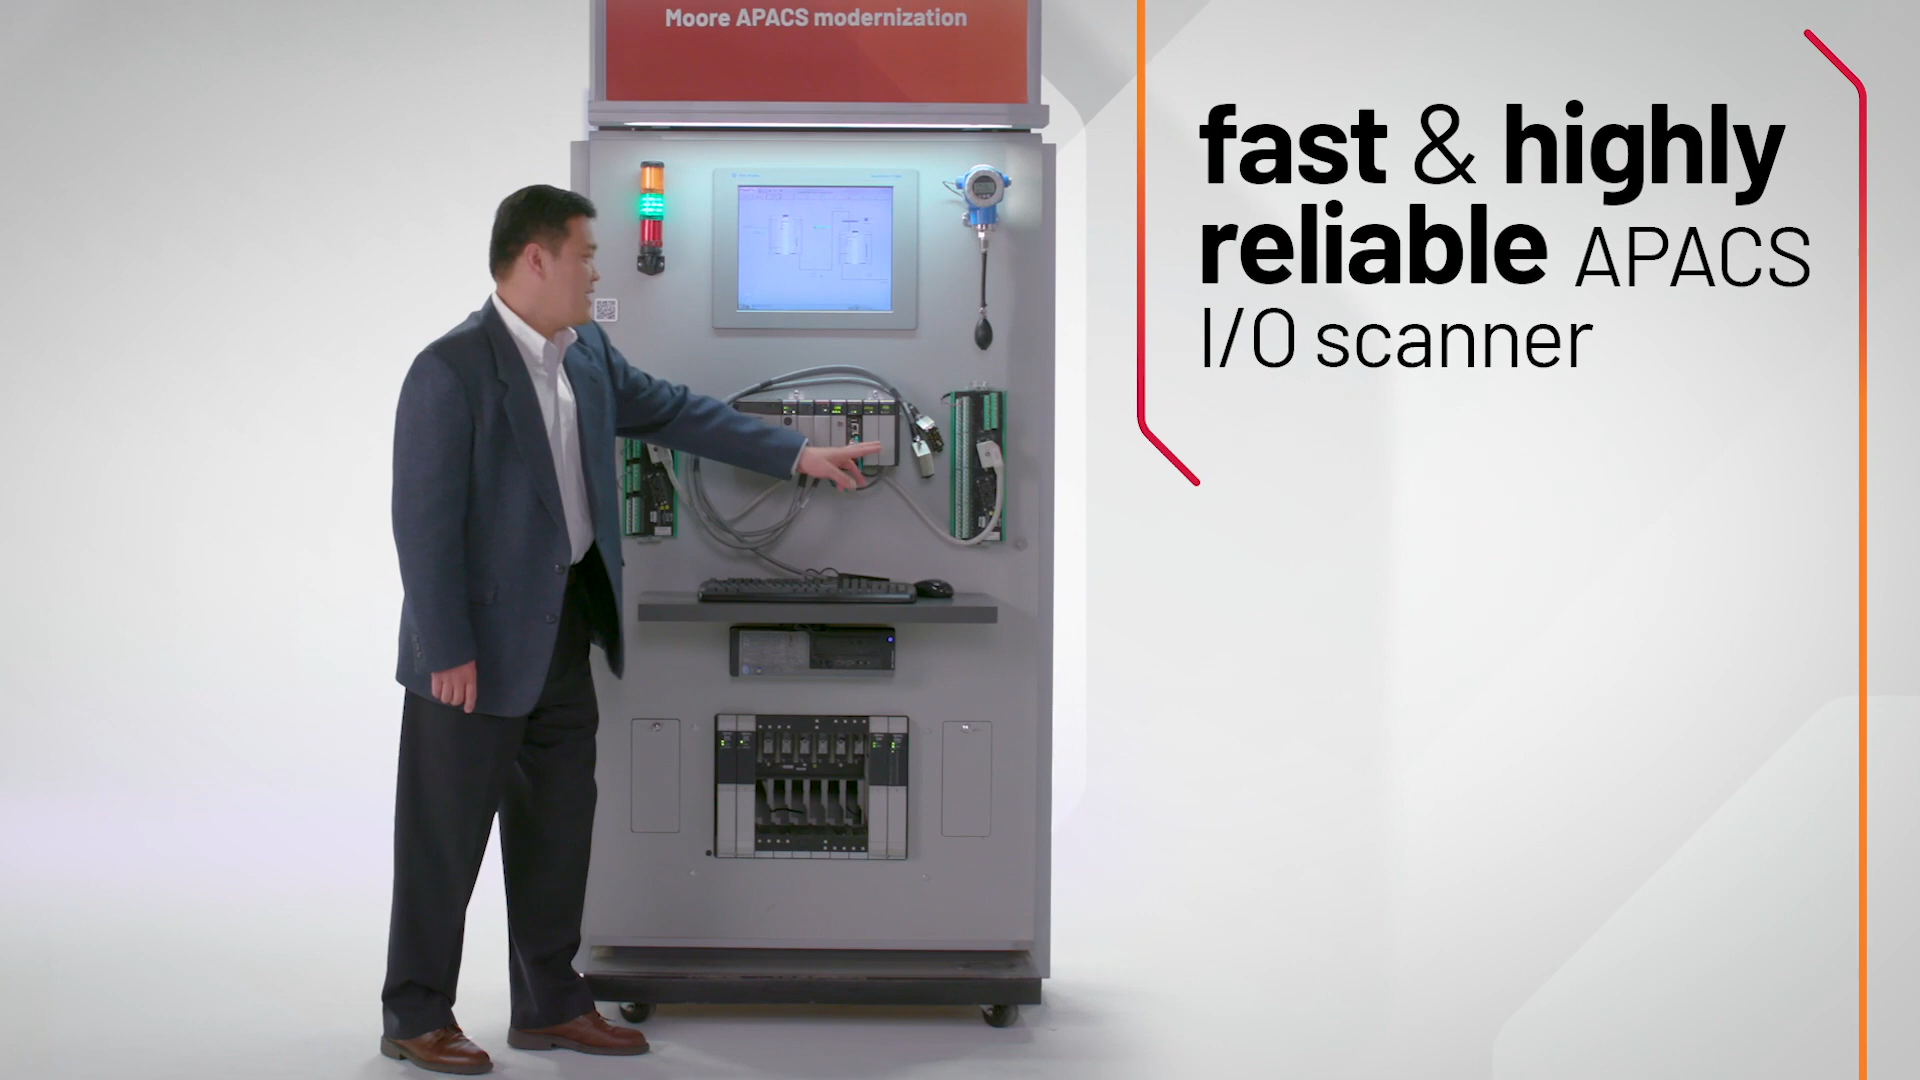 Moore APACS modernization
fast & highly
reliable APACS
I/O scanner